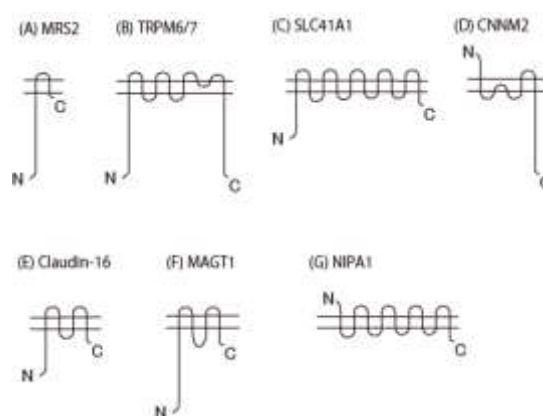 (A) MRS2
(B) TRPM6/7
(C) SLC41A1
(D) CNNM2
N
C
N
C
N
C
N
C
(E) Claudin-16
(F) MAGT1
(G) NIPA1
N
C
N
C
N
C